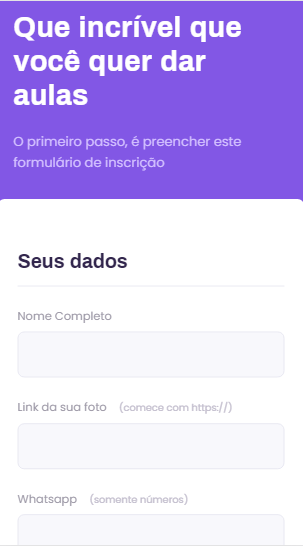 Que incrível que
você quer dar
aulas
O primeiro passo, é preencher este
formulário de inscrição
Seus dados
Nome Completo
Link da sua foto (comece com https://)
Whatsapp (somente números)